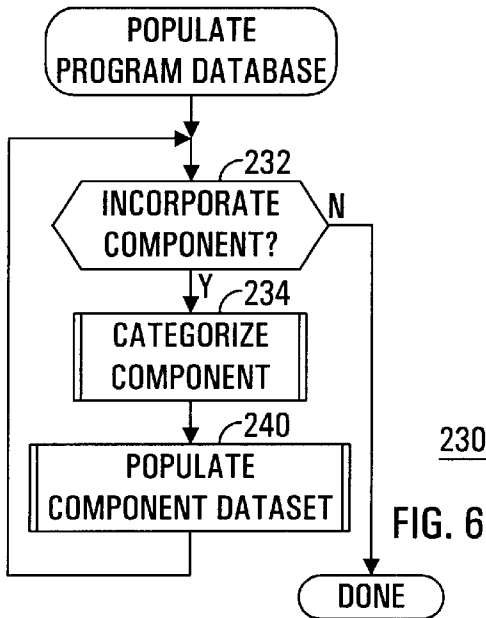 POPULATE
PROGRAM DATABASE
232
INCORPORATE
COMPONENT?
N
Y
234
CATEGORIZE
COMPONENT
240
POPULATE
COMPONENT DATASET
230
FIG. 6
DONE